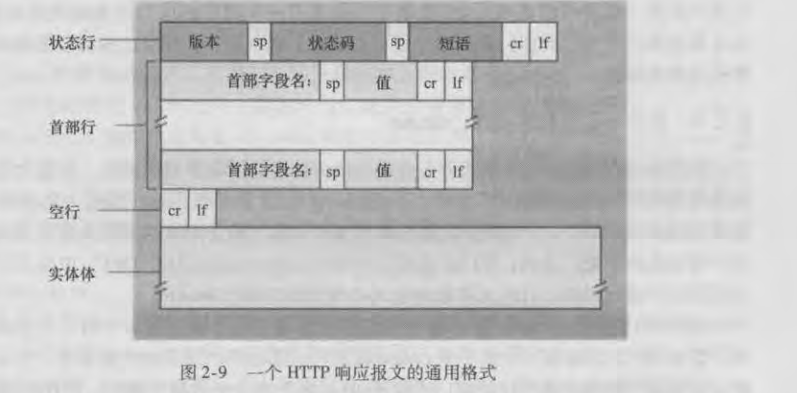 状态行 版本 sp 状态码 sp 短语 cr lf
首部字段名: sp 值 cr lf
首部行
首部字段名: sp 值 cr lf
空行 cr lf
实体体
图 2-9 一个 HTTP 响应报文的通用格式